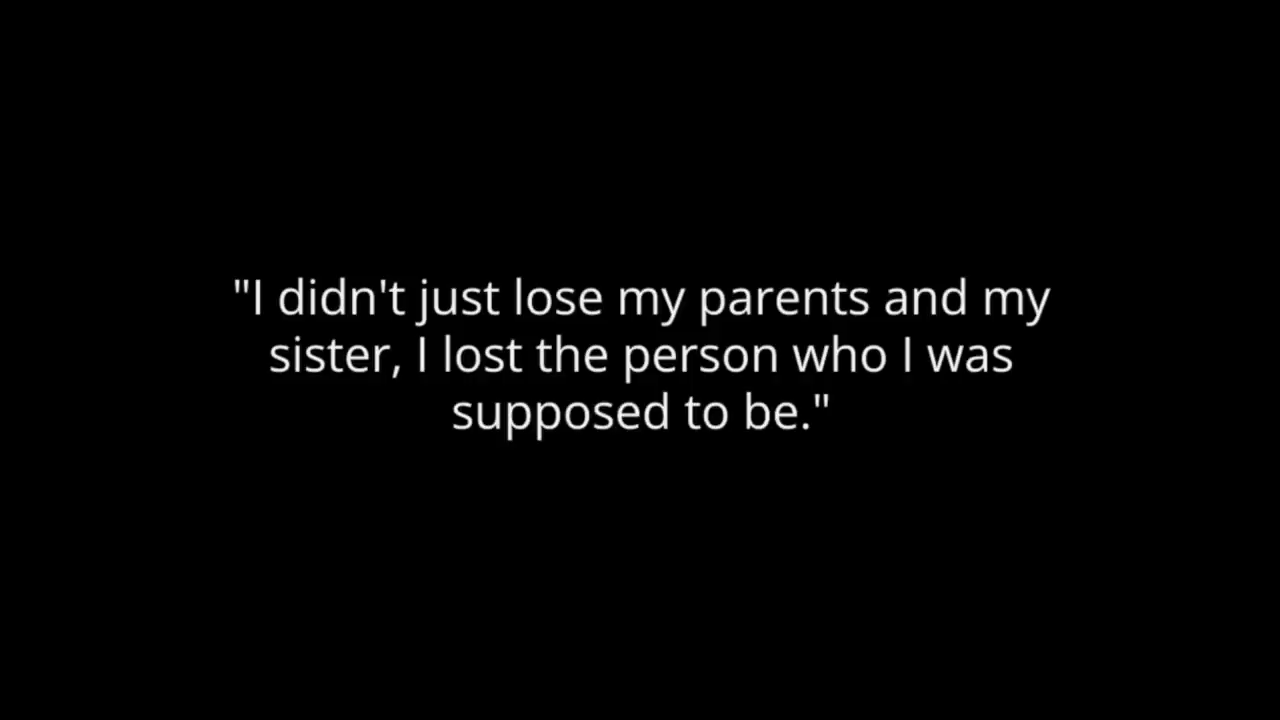 "I didn't just lose my parents and my
sister, I lost the person who I was
supposed to be."